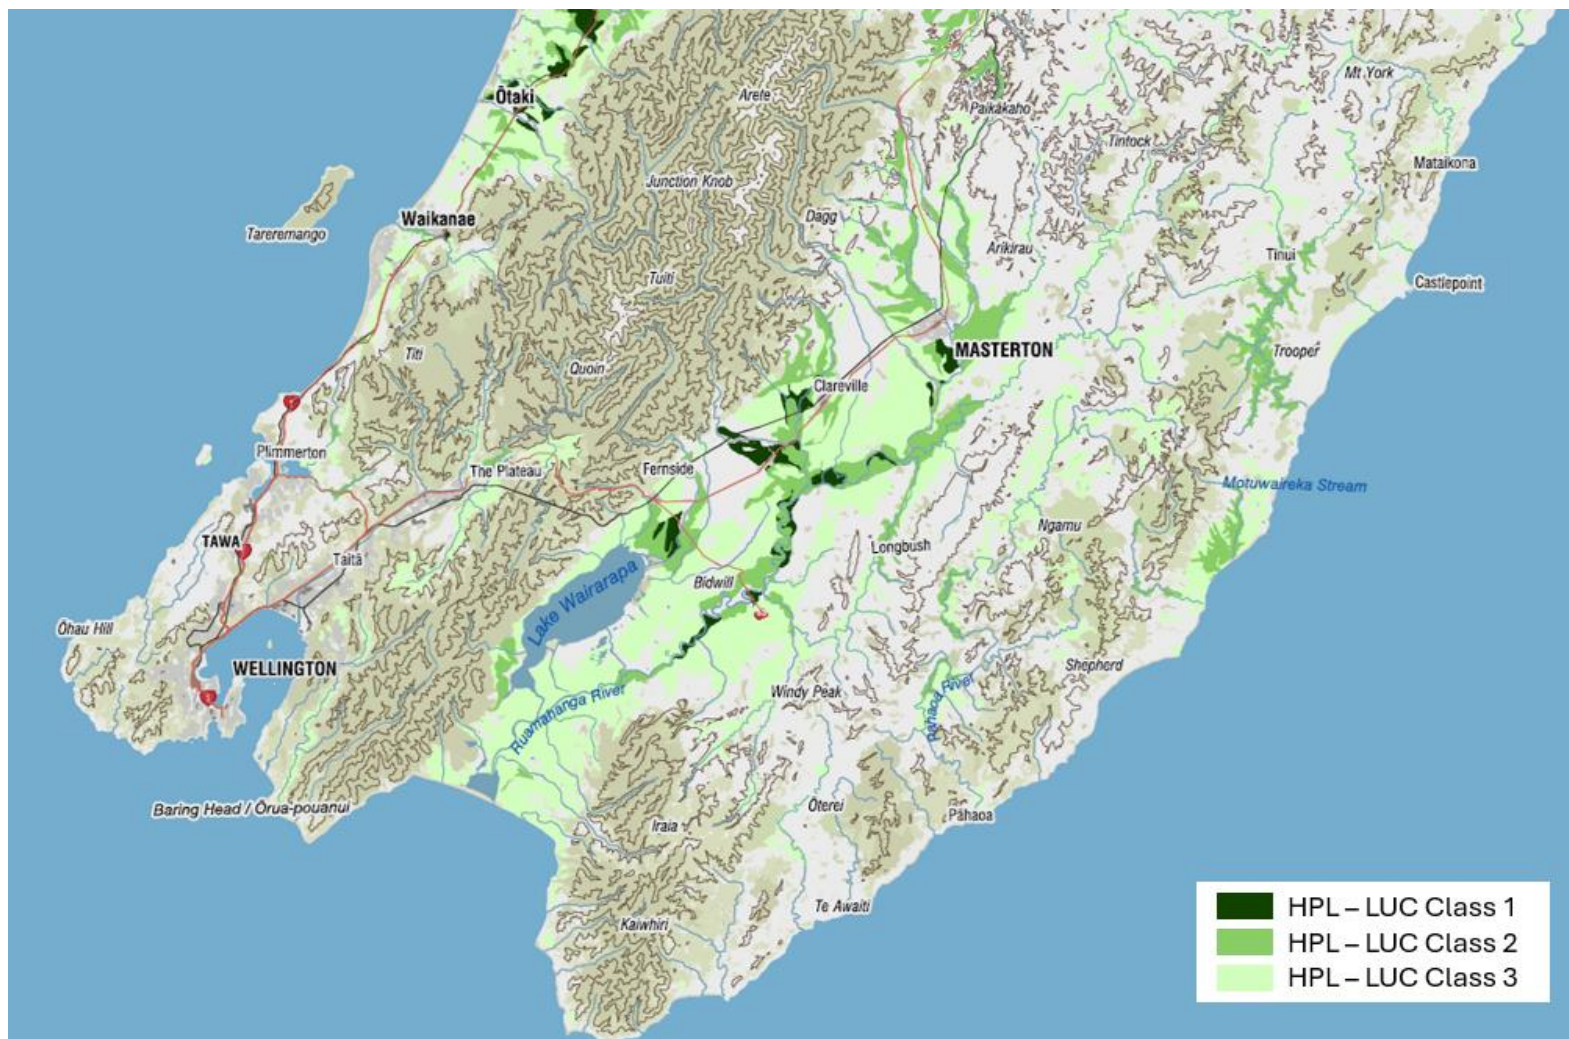 Ōtaki
Arete
Mt York
Paikakaho
Tintock
Mataikona
Junction Knob
Waikanae
Dagg
Tareremango
Arikirau
Tinui
Tuiti
Castlepoint
Titi
MASTERTON
Trooper
Quoin
Clareville
Plimmerton
The Plateau
Fernside
Motuwaireka Stream
Ngamu
TAWA
Taitā
Longbush
Bidwill
Lake Wairarapa
Ōhau Hill
WELLINGTON
Shepherd
Windy Peak
Ruamahanga River
Pahaoa River
Baring Head / Ōrua-pouanui
Ōterei
Pāhaoa
Iraia
Te Awaiti
Kaiwhiri
HPL – LUC Class 1
HPL – LUC Class 2
HPL – LUC Class 3